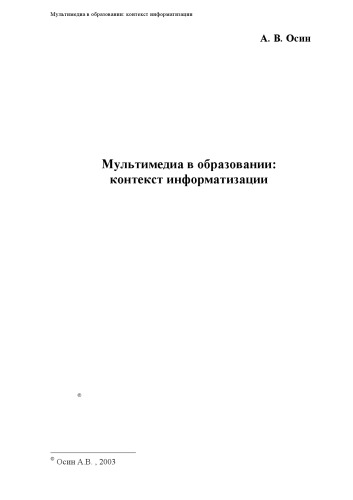 Мультимедиа в образовании: контекст информатизации
А. В. Осин
Мультимедиа в образовании:
контекст информатизации
®
® Осин А.В. , 2003